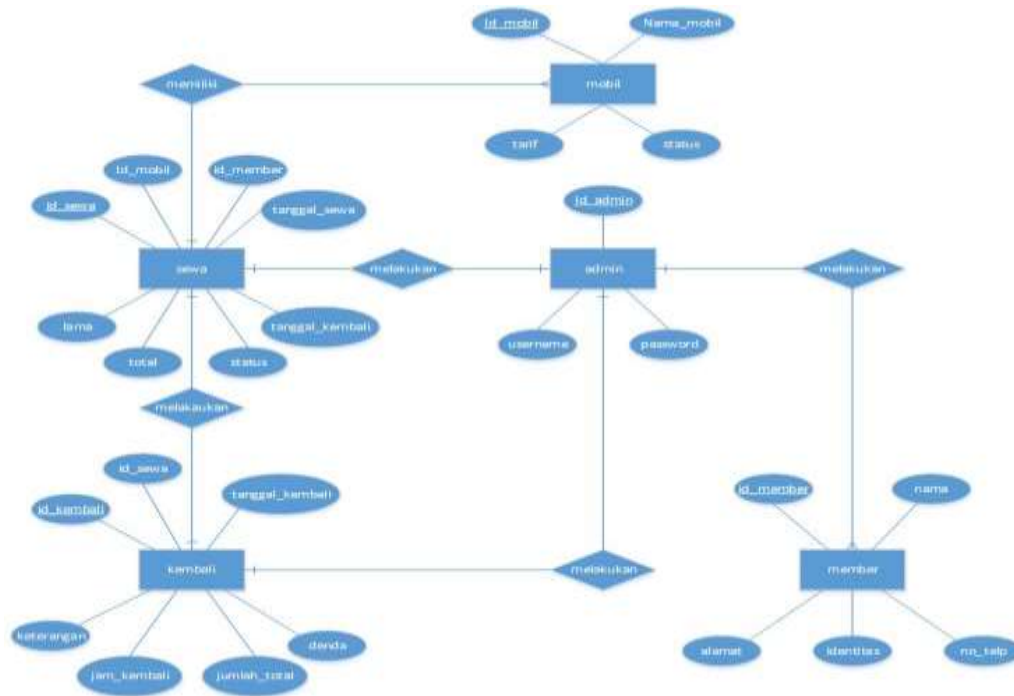 id_mobil
Nama_mobil
memiliki
mobil
tarif
status
id_mobil
id_member
id_sewa
tanggal_sewa
id_admin
sewa
melakukan
admin
melakukan
lama
tanggal_kembali
username
password
total
status
melakaukan
id_sewa
tanggal_kembali
id_kembali
id_member
nama
kembali
melakukan
member
keterangan
denda
jam_kembali
jumlah_total
alamat
identitas
no_telp